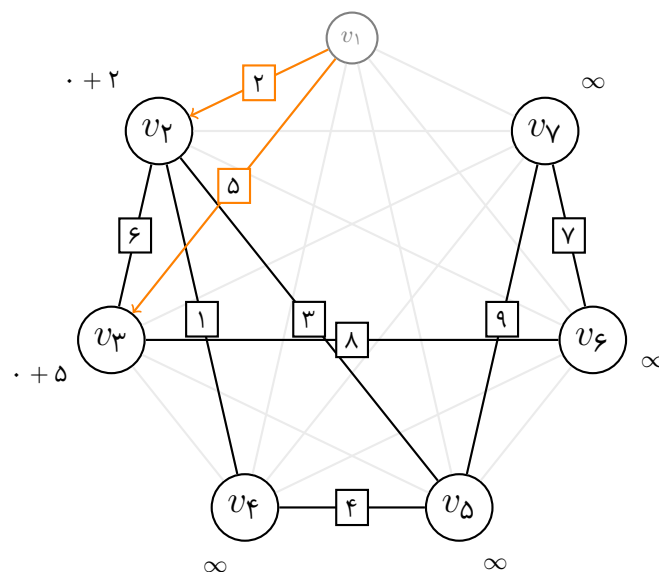 v۱
۰ + ۲
۲
∞
v۲
v۷
۵
۶
۷
۱
۳
۹
۸
v۳
v۶
۰ + ۵
∞
v۴
۴
v۵
∞
∞